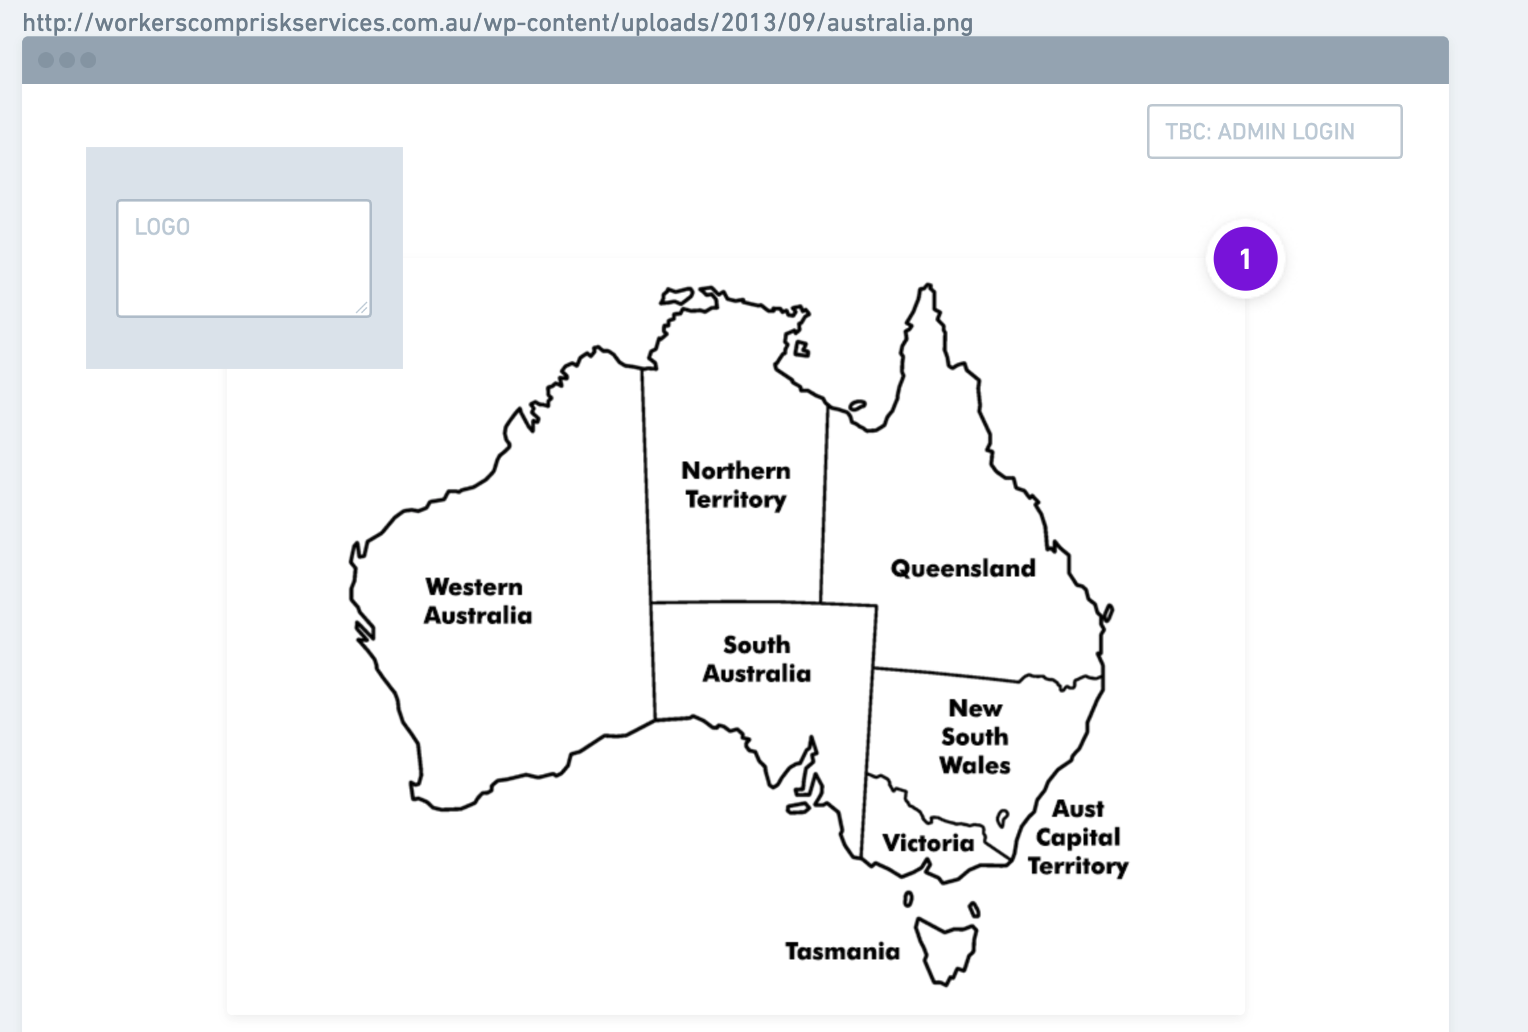 http://workerscompriskservices.com.au/wp-content/uploads/2013/09/australia.png
TBC: ADMIN LOGIN
LOGO
1
Northern
Territory
Queensland
Western
Australia
South
Australia
New
South
Wales
Aust
Capital
Territory
Victoria
Tasmania